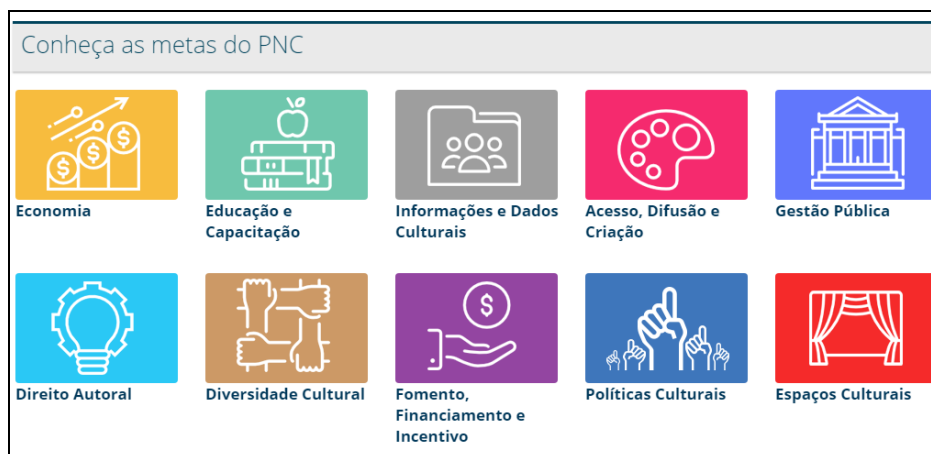 Conheça as metas do PNC
$ $ $
Economia
Educação e
Capacitação
Informações e Dados
Culturais
Acesso, Difusão e
Criação
Gestão Pública
Direito Autoral
Diversidade Cultural
$
Fomento,
Financiamento e
Incentivo
Políticas Culturais
Espaços Culturais